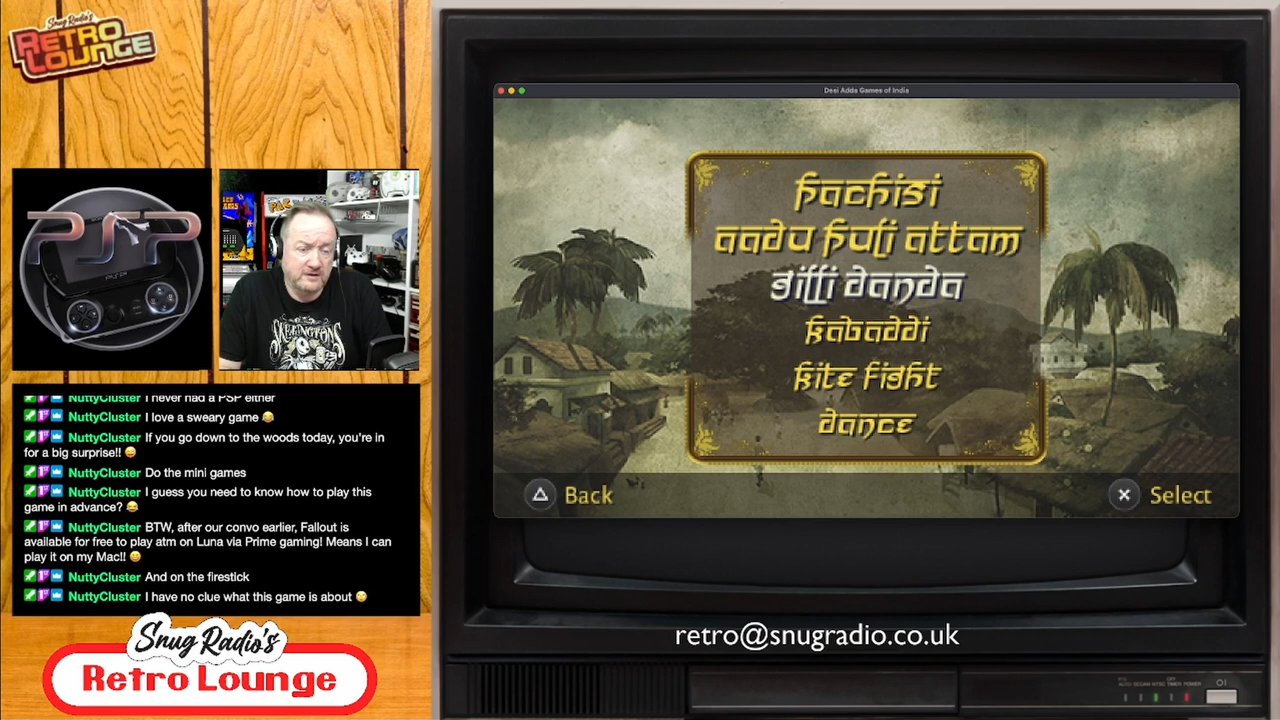 Snug Radio's
RETRO
LOUNGE
PSP
NuttyCluster I never had a PSP either
NuttyCluster I love a sweary game 😂
NuttyCluster If you go down to the woods today, you're in
for a big surprise!! 😄
NuttyCluster Do the mini games
NuttyCluster I guess you need to know how to play this
game in advance? 😂
NuttyCluster BTW, after our convo earlier, Fallout is
available for free to play atm on Luna via Prime gaming! Means I can
play it on my Mac!! 😀
NuttyCluster And on the firestick
NuttyCluster I have no clue what this game is about 😳
Snug Radio's
Retro Lounge
Desi Adda Games of India
Pachisi
Aadu Puli Attam
Gilli Danda
Kabaddi
Kite Fight
Dance
Back
Select
retro@snugradio.co.uk